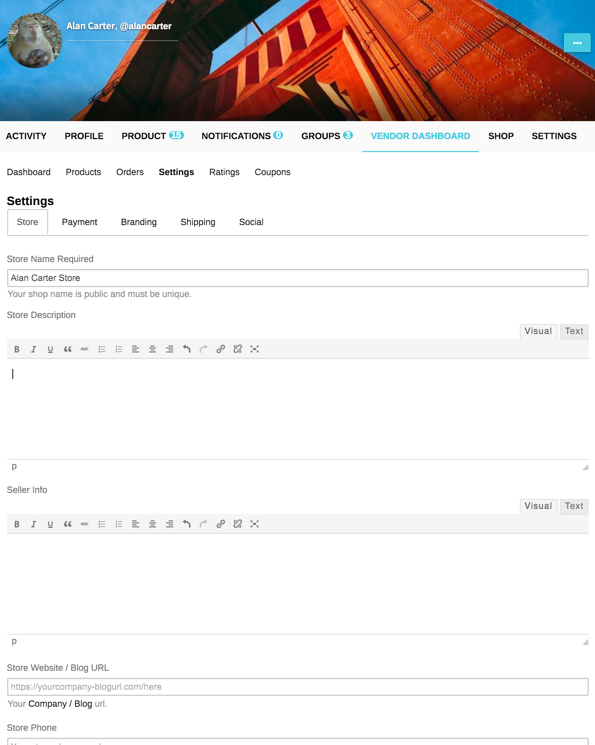 Alan Carter, @alancarter
ACTIVITY PROFILE PRODUCT 15 NOTIFICATIONS 0 GROUPS 3 VENDOR DASHBOARD SHOP SETTINGS
Dashboard Products Orders Settings Ratings Coupons
Settings
Store Payment Branding Shipping Social
Store Name Required
Alan Carter Store
Your shop name is public and must be unique.
Store Description
Visual Text
B I U ABC
p
Seller Info
Visual Text
B I U ABC
p
Store Website / Blog URL
https://yourcompany-blogurl.com/here
Your Company / Blog url.
Store Phone